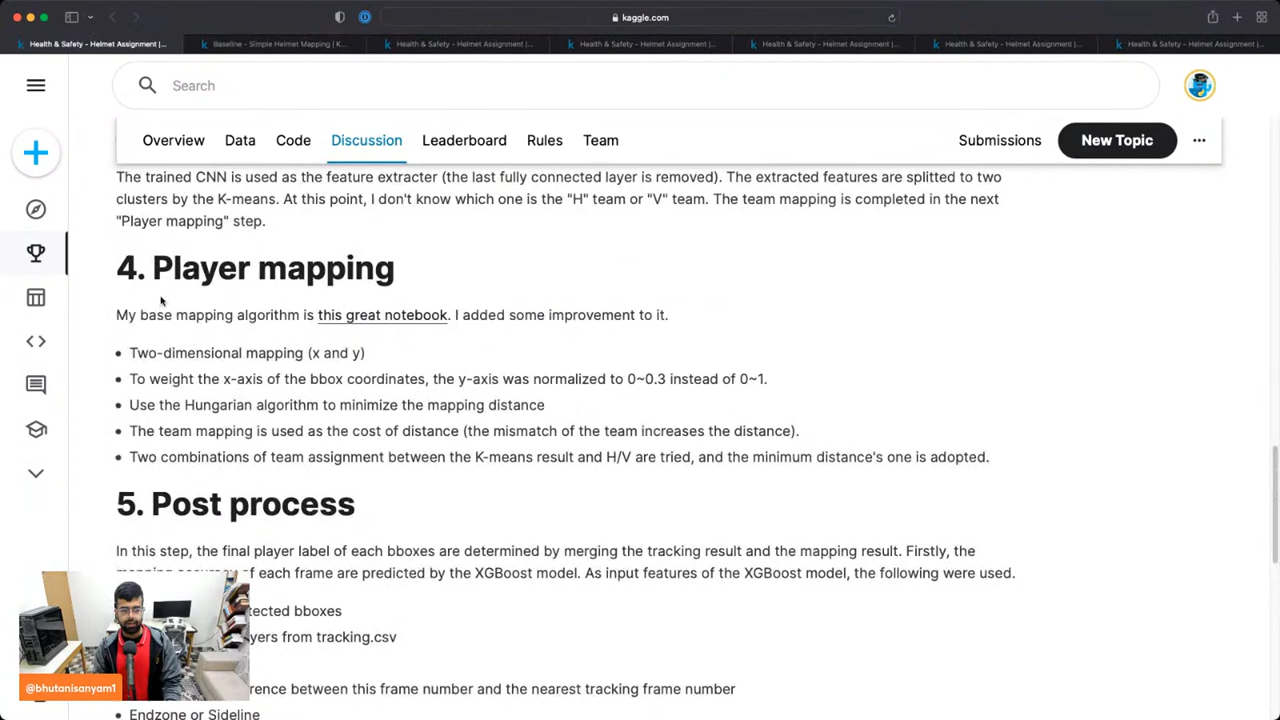 kaggle.com
Health & Safety - Helmet Assignment |...
Baseline - Simple Helmet Mapping | K...
Health & Safety - Helmet Assignment |...
Health & Safety - Helmet Assignment |...
Health & Safety - Helmet Assignment |...
Health & Safety - Helmet Assignment |...
Health & Safety - Helmet Assignment |...
Search
Overview Data Code Discussion Leaderboard Rules Team Submissions New Topic
The trained CNN is used as the feature extracter (the last fully connected layer is removed). The extracted features are splitted to two
clusters by the K-means. At this point, I don't know which one is the "H" team or "V" team. The team mapping is completed in the next
"Player mapping" step.
4. Player mapping
My base mapping algorithm is this great notebook. I added some improvement to it.
• Two-dimensional mapping (x and y)
• To weight the x-axis of the bbox coordinates, the y-axis was normalized to 0~0.3 instead of 0~1.
• Use the Hungarian algorithm to minimize the mapping distance
• The team mapping is used as the cost of distance (the mismatch of the team increases the distance).
• Two combinations of team assignment between the K-means result and H/V are tried, and the minimum distance's one is adopted.
5. Post process
In this step, the final player label of each bboxes are determined by merging the tracking result and the mapping result. Firstly, the
of each frame are predicted by the XGBoost model. As input features of the XGBoost model, the following were used.
bboxes
from tracking.csv
between this frame number and the nearest tracking frame number
• Endzone or Sideline
@bhutanisanyam1